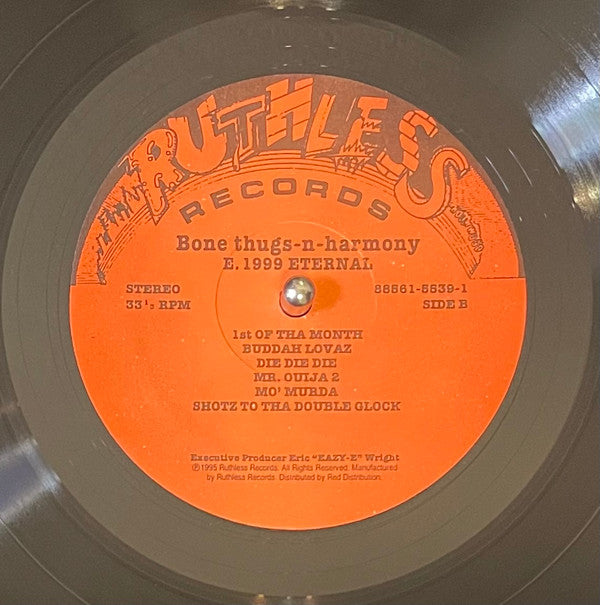 RUTHLESS
RECORDS
Bone thugs-n-harmony
E. 1999 ETERNAL
STEREO
88561-5539-1
33⅓ RPM
SIDE B
1st OF THA MONTH
BUDDAH LOVAZ
DIE DIE DIE
MR. OUIJA 2
MO' MURDA
SHOTZ TO THA DOUBLE GLOCK
Executive Producer Eric "EAZY-E" Wright
℗1995 Ruthless Records. All Rights Reserved. Manufactured
by Ruthless Records. Distributed by Red Distribution.